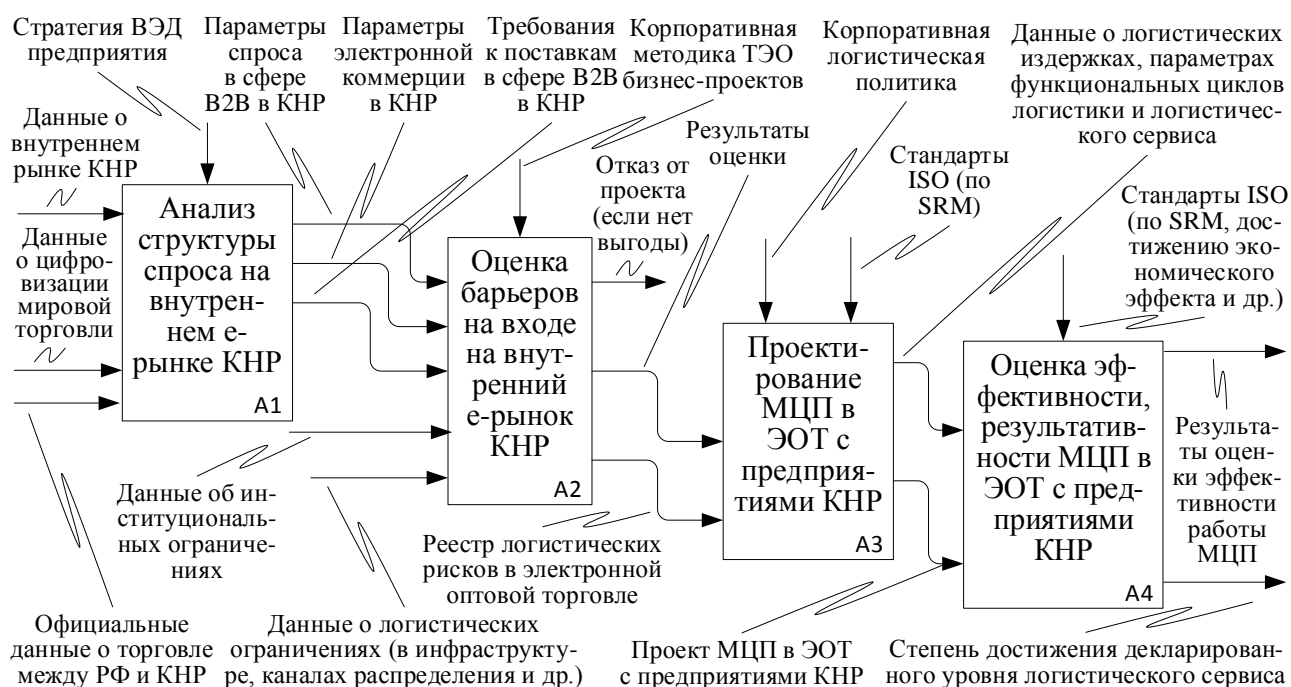 Стратегия ВЭД
предприятия
Параметры
спроса
в сфере
B2B в КНР
Параметры
электронной
коммерции
в КНР
Требования
к поставкам
в сфере B2B
в КНР
Корпоративная
методика ТЭО
бизнес-проектов
Корпоративная
логистическая
политика
Данные о логистических
издержках, параметрах
функциональных циклов
логистики и логистичес-
кого сервиса
Данные о
внутреннем
рынке КНР
Результаты
оценки
Отказ от
проекта
(если нет
выгоды)
Стандарты
ISO (по
SRM)
Стандарты ISO
(по SRM, дос-
тижению эко-
номического
эффекта и др.)
Данные
о цифро-
визации
мировой
торговли
Анализ
структуры
спроса на
внутрен-
нем е-
рынке КНР
A1
Оценка
барьеров
на входе
на внут-
ренний
е-рынок
КНР
A2
Проекти-
рование
МЦП в
ЭОТ с
предприя-
тиями КНР
A3
Оценка эф-
фективности,
результатив-
ности МЦП в
ЭОТ с пред-
приятиями
КНР
A4
Результа-
ты оцен-
ки эффек-
тивности
работы
МЦП
Данные об ин-
ституциональ-
ных ограниче-
ниях
Реестр логистических
рисков в электронной
оптовой торговле
Официальные
данные о торговле
между РФ и КНР
Данные о логистических
ограничениях (в инфраструкту-
ре, каналах распределения и др.)
Проект МЦП в ЭОТ
с предприятиями КНР
Степень достижения декларирован-
ного уровня логистического сервиса